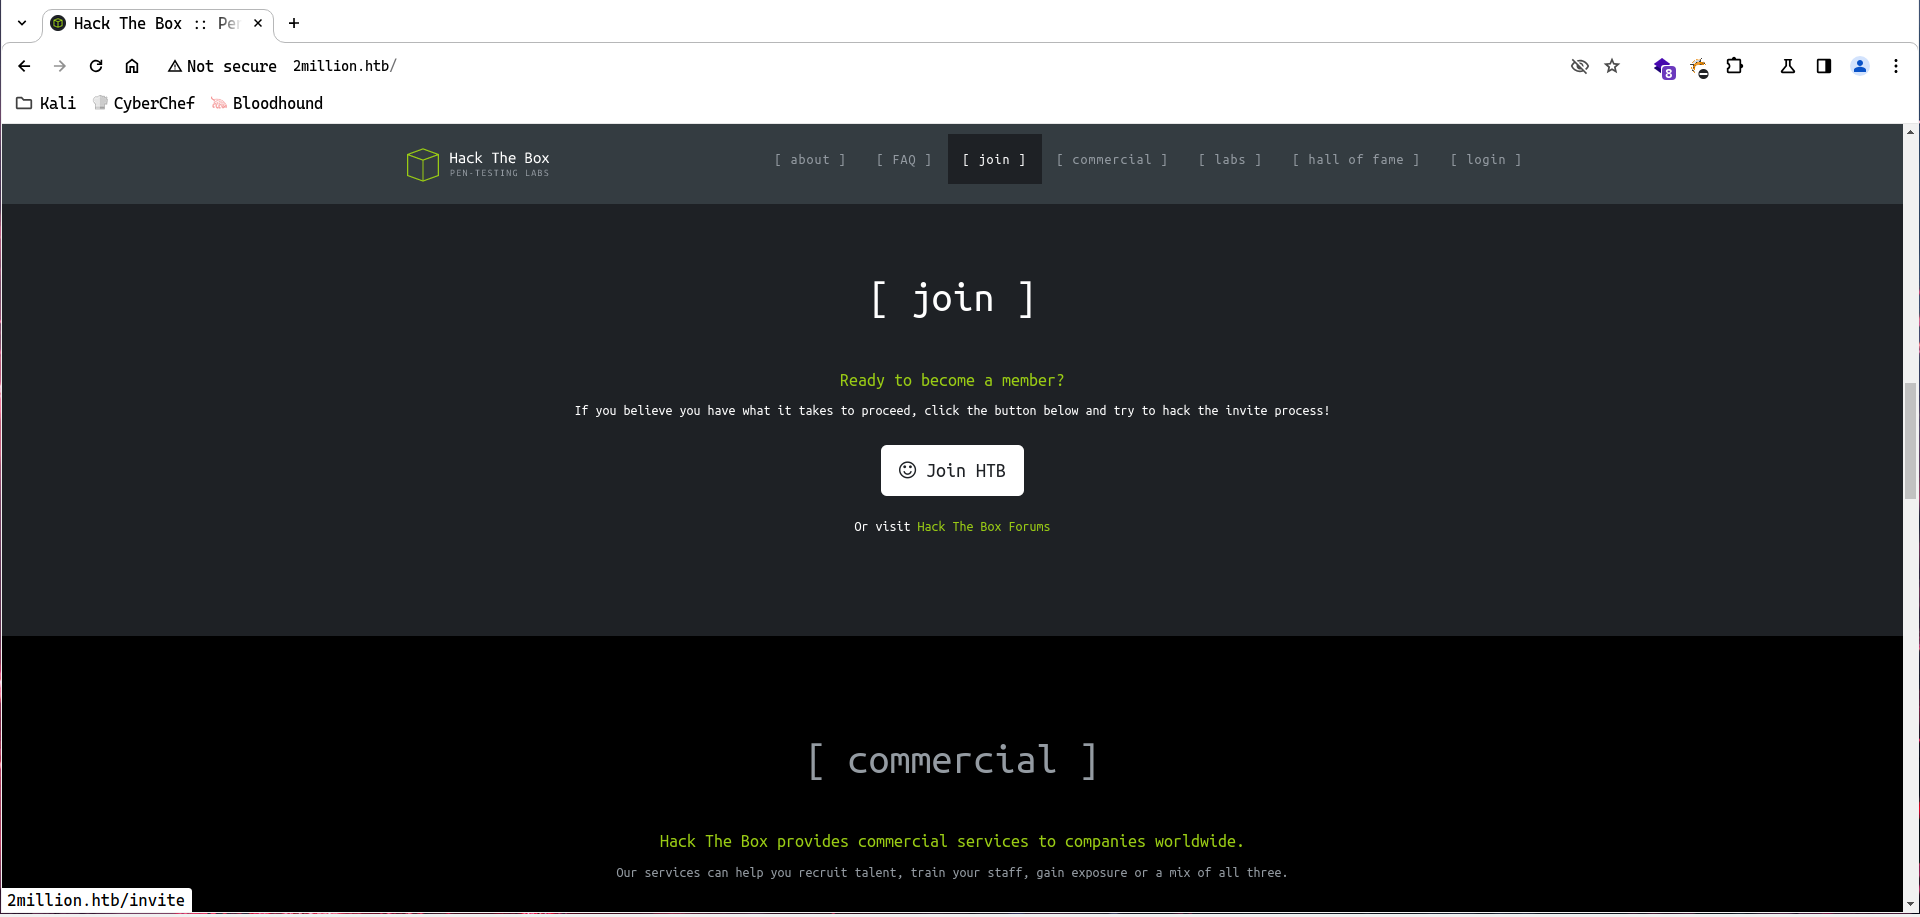 Hack The Box :: Pe
Not secure 2million.htb/
8
Kali CyberChef Bloodhound
Hack The Box
PEN-TESTING LABS
[ about ] [ FAQ ] [ join ] [ commercial ] [ labs ] [ hall of fame ] [ login ]
[ join ]
Ready to become a member?
If you believe you have what it takes to proceed, click the button below and try to hack the invite process!
Join HTB
Or visit Hack The Box Forums
[ commercial ]
Hack The Box provides commercial services to companies worldwide.
Our services can help you recruit talent, train your staff, gain exposure or a mix of all three.
2million.htb/invite